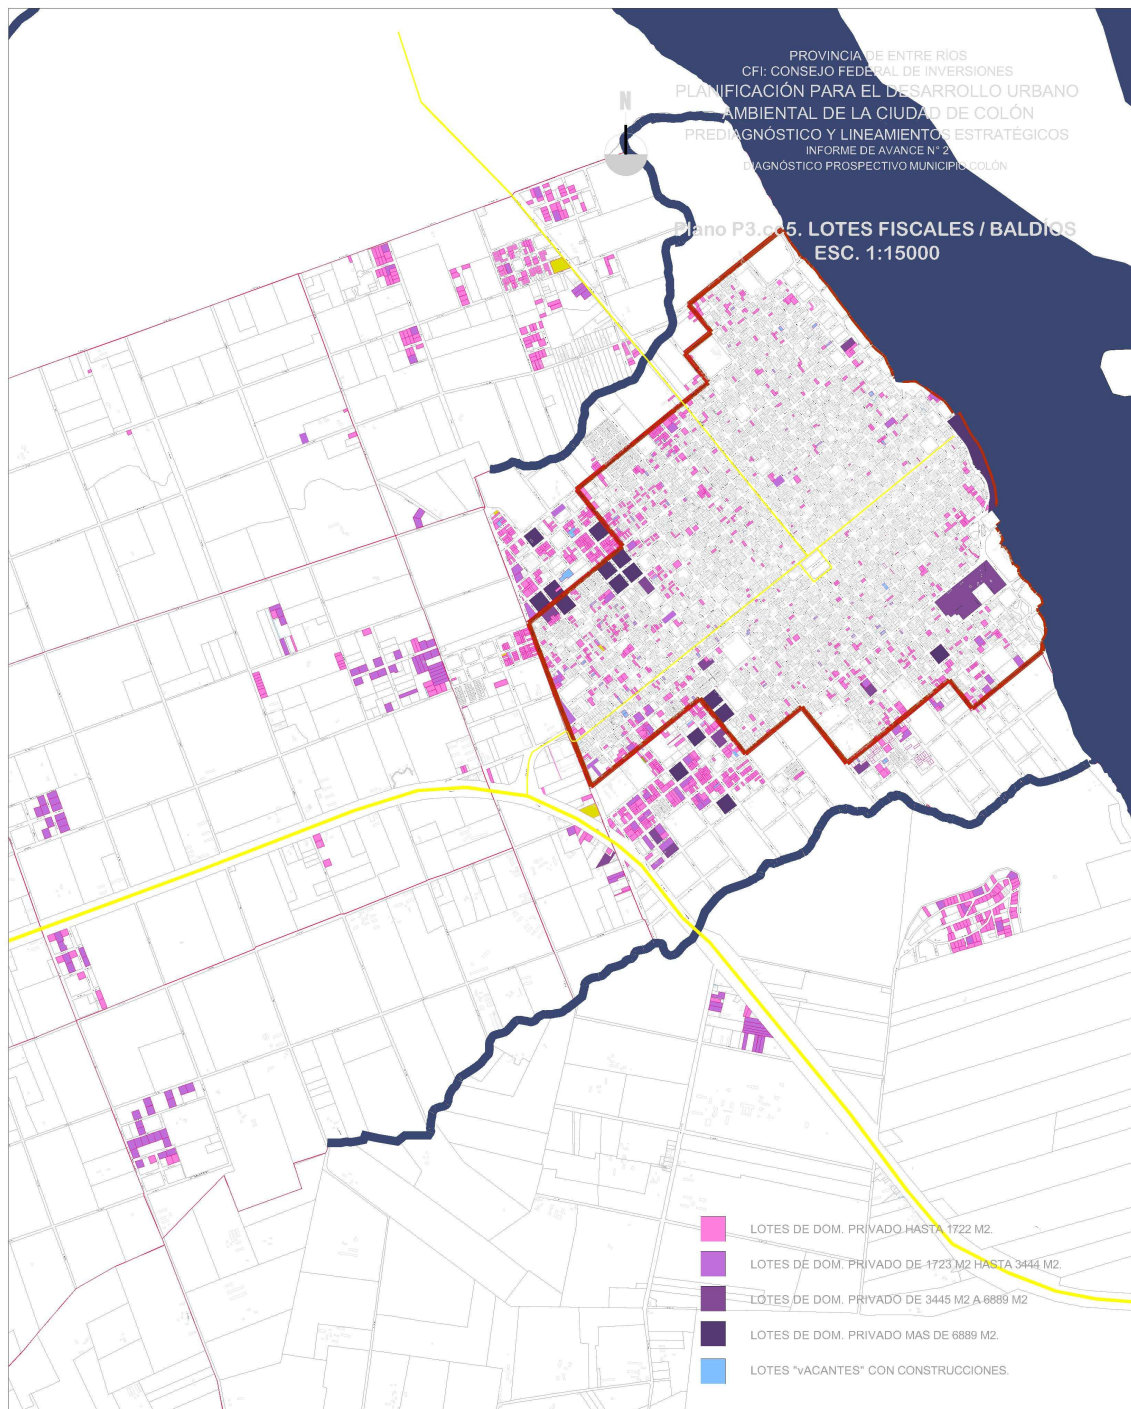 PROVINCIA DE ENTRE RÍOS
CFI: CONSEJO FEDERAL DE INVERSIONES
PLANIFICACIÓN PARA EL DESARROLLO URBANO
AMBIENTAL DE LA CIUDAD DE COLÓN
PREDIAGNÓSTICO Y LINEAMIENTOS ESTRATÉGICOS
INFORME DE AVANCE N° 2
DIAGNÓSTICO PROSPECTIVO MUNICIPIO COLÓN
N
Plano 5. LOTES FISCALES / BALDÍOS
ESC. 1:15000
LOTES DE DOM. PRIVADO HASTA 1722 M2.
LOTES DE DOM. PRIVADO DE 1723 M2 HASTA 3444 M2.
LOTES DE DOM. PRIVADO DE 3445 M2 A 6889 M2
LOTES DE DOM. PRIVADO MAS DE 6889 M2.
LOTES "vACANTES" CON CONSTRUCCIONES.